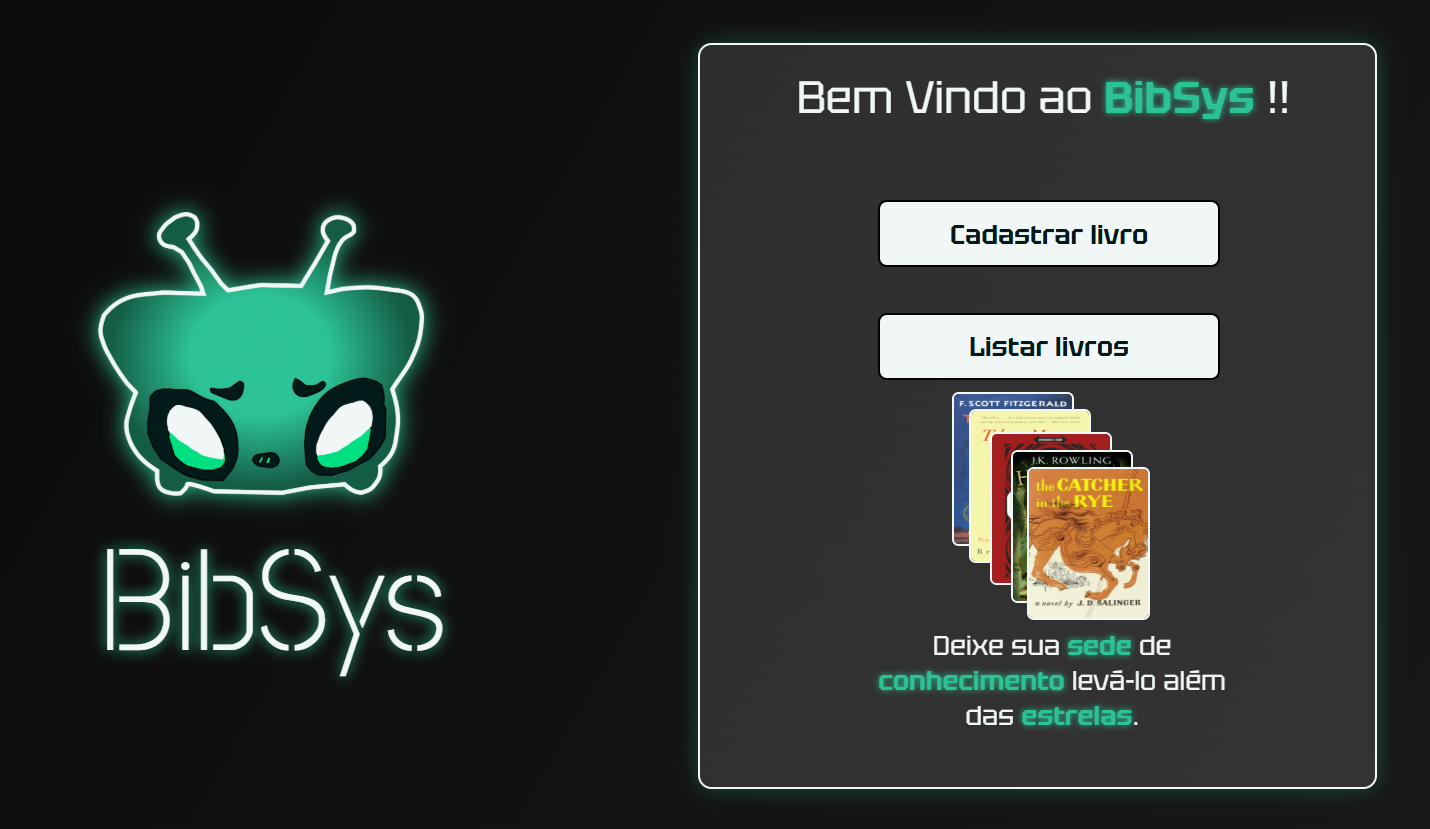 Bem Vindo ao BibSys !!
Cadastrar livro
Listar livros
F. SCOTT FITZGERALD
J.K. ROWLING
the CATCHER
in the RYE
a novel by J. D. SALINGER
Deixe sua sede de
conhecimento levá-lo além
das estrelas.
BibSys